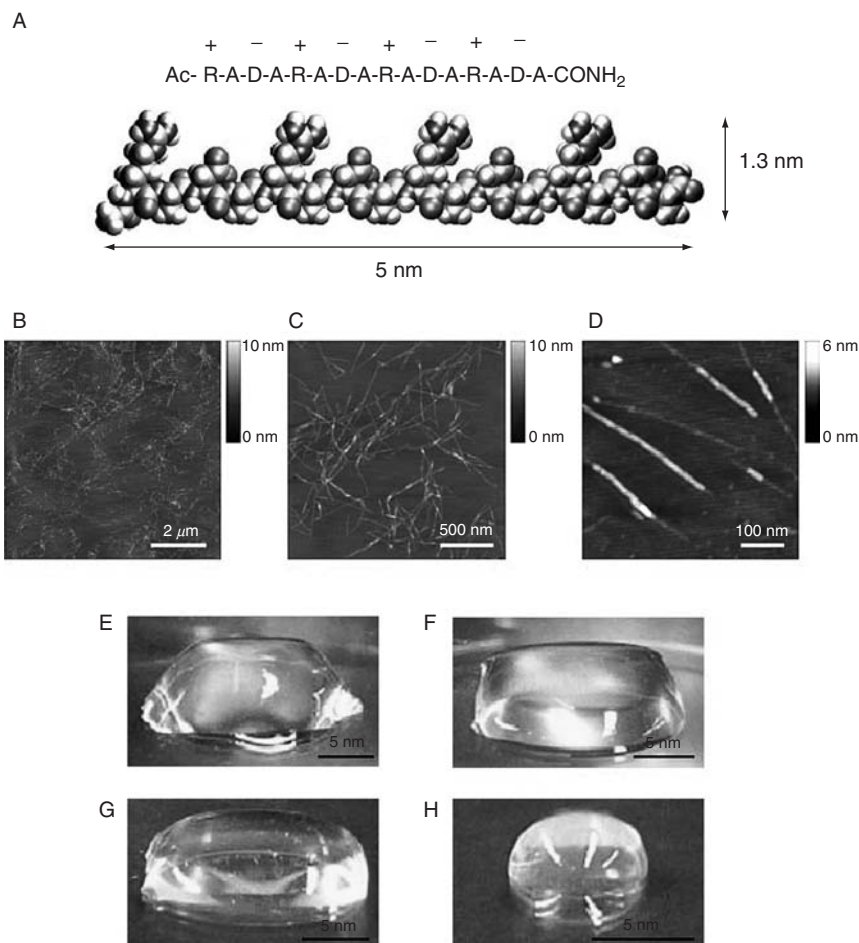 A
+ − + − + − + −
Ac- R-A-D-A-R-A-D-A-R-A-D-A-R-A-D-A-CONH2
1.3 nm
5 nm
B
10 nm
0 nm
2 μm
C
10 nm
0 nm
500 nm
D
6 nm
0 nm
100 nm
E
5 nm
F
5 nm
G
5 nm
H
5 nm